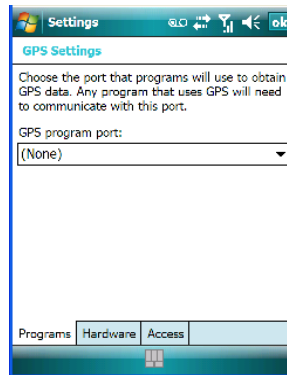 Settings
ok
GPS Settings
Choose the port that programs will use to obtain
GPS data. Any program that uses GPS will need
to communicate with this port.
GPS program port:
(None)
Programs Hardware Access